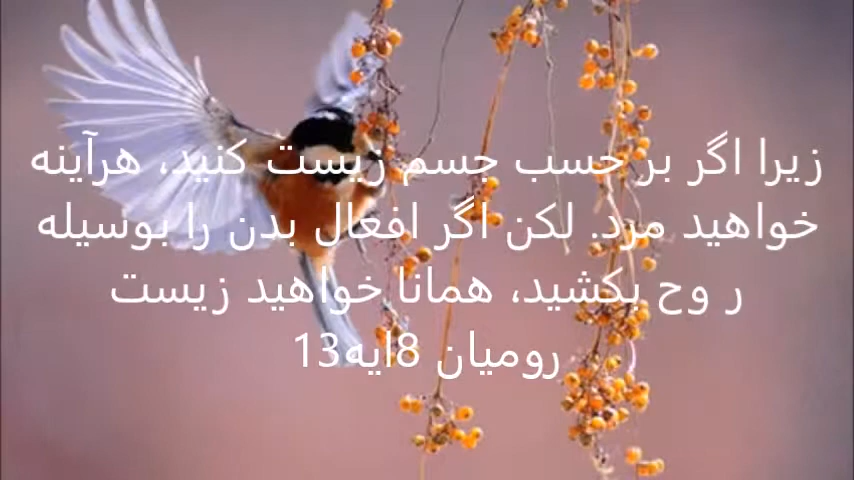 زیرا اگر بر حسب جسم زیست کنید، هرآینه
خواهید مرد. لکن اگر افعال بدن را بوسیله
ر وح بکشید، همانا خواهید زیست
رومیان 8ایه13